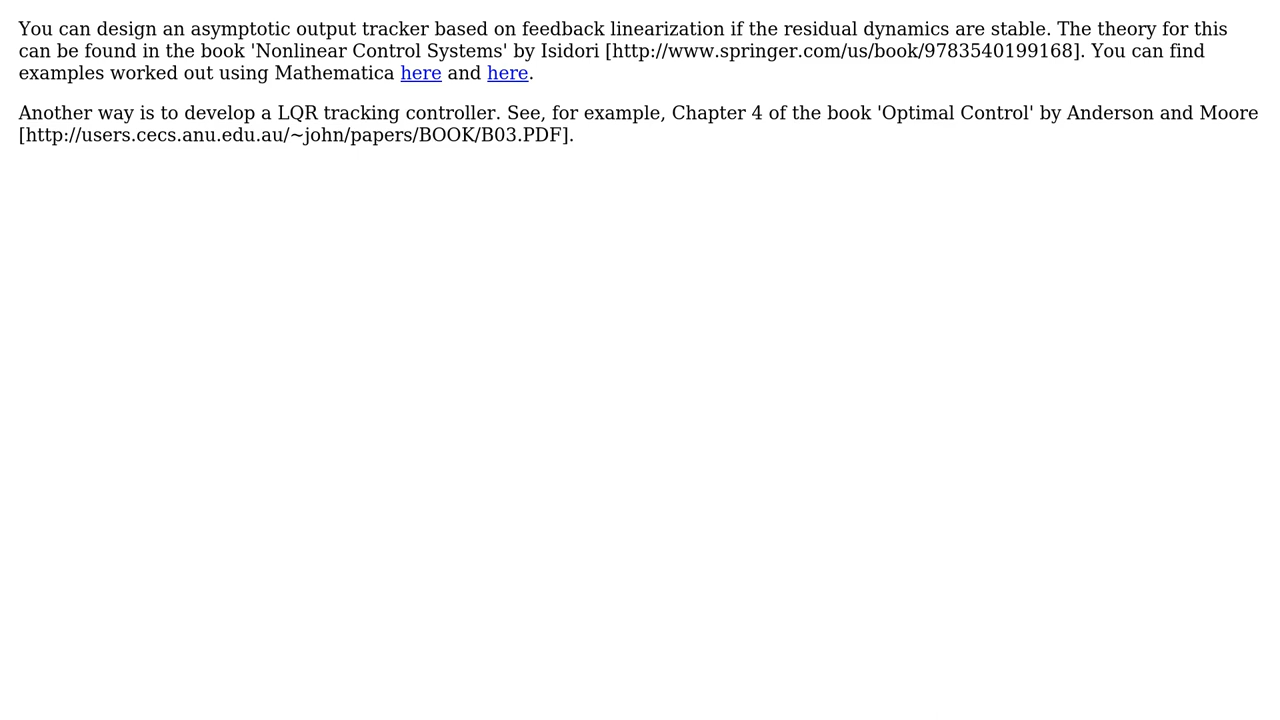 You can design an asymptotic output tracker based on feedback linearization if the residual dynamics are stable. The theory for this
can be found in the book 'Nonlinear Control Systems' by Isidori [http://www.springer.com/us/book/9783540199168]. You can find
examples worked out using Mathematica here and here.
Another way is to develop a LQR tracking controller. See, for example, Chapter 4 of the book 'Optimal Control' by Anderson and Moore
[http://users.cecs.anu.edu.au/~john/papers/BOOK/B03.PDF].